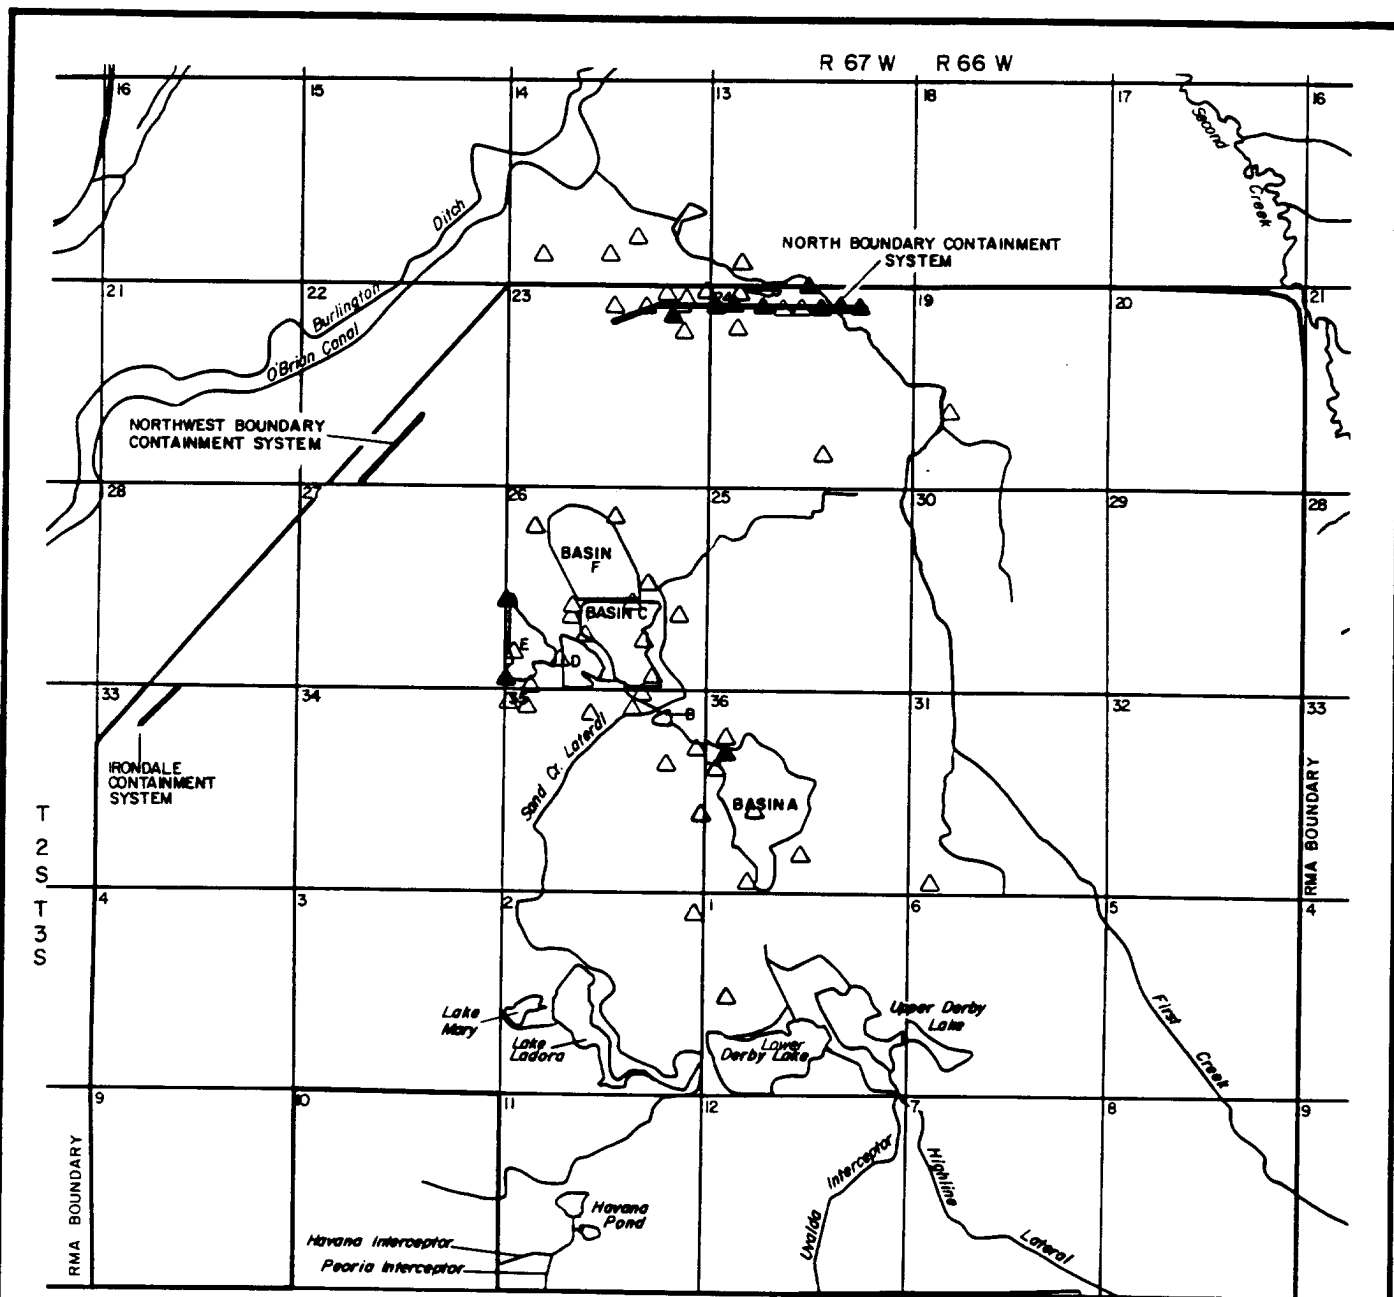 R 67 W R 66 W
16 15 14 13 18 17 16
Second
Creek
Ditch
NORTH BOUNDARY CONTAINMENT
SYSTEM
21 22 23 24 19 20 21
Burlington
O'Brian Canal
NORTHWEST BOUNDARY
CONTAINMENT SYSTEM
28 27 26 25 30 29 28
BASIN
F
BASIN C
E
D
33 34 35 36 31 32 33
B
Sand Cr. Lateral
IRONDALE
CONTAINMENT
SYSTEM
BASIN A
RMA BOUNDARY
T
2
S
T
3
S
4 3 2 1 6 5 4
Lake
Mary
Lake
Ladora
Lower
Derby Lake
Upper Derby
Lake
First
Creek
9 10 11 12 7 8 9
RMA BOUNDARY
Havana
Pond
Havana Interceptor
Peoria Interceptor
Uvalda
Interceptor
Highline
Lateral